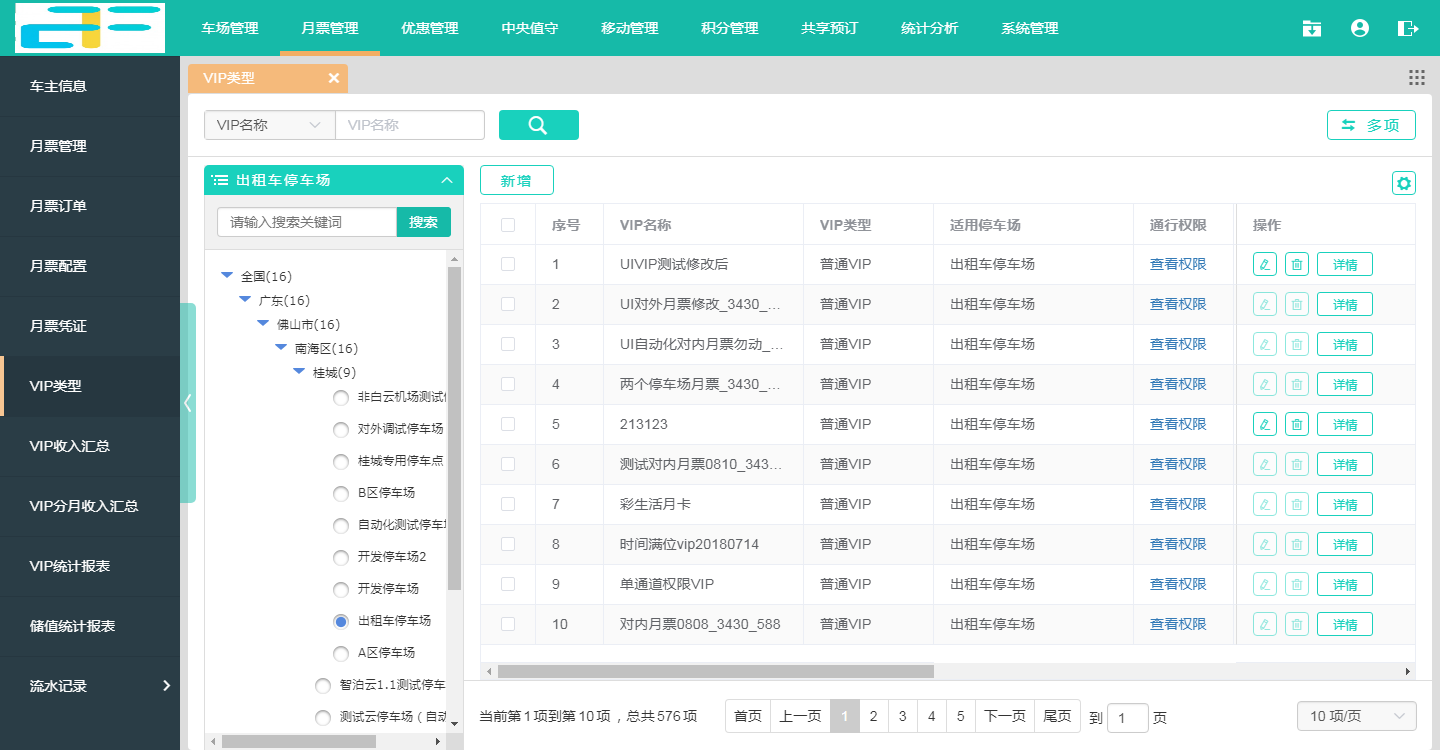 车场管理 月票管理 优惠管理 中央值守 移动管理 积分管理 共享预订 统计分析 系统管理
车主信息
月票管理
月票订单
月票配置
月票凭证
VIP类型
VIP收入汇总
VIP分月收入汇总
VIP统计报表
储值统计报表
流水记录
VIP类型
VIP名称 VIP名称
多项
出租车停车场
请输入搜索关键词 搜索
全国(16)
广东(16)
佛山市(16)
南海区(16)
桂城(9)
非白云机场测试
对外调试停车场
桂城专用停车点
B区停车场
自动化测试停车
开发停车场2
开发停车场
出租车停车场
A区停车场
智泊云1.1测试停车
测试云停车场（自动
新增
序号 VIP名称 VIP类型 适用停车场 通行权限 操作
1 UIVIP测试修改后 普通VIP 出租车停车场 查看权限 详情
2 UI对外月票修改_3430_... 普通VIP 出租车停车场 查看权限 详情
3 UI自动化对内月票勿动_... 普通VIP 出租车停车场 查看权限 详情
4 两个停车场月票_3430_... 普通VIP 出租车停车场 查看权限 详情
5 213123 普通VIP 出租车停车场 查看权限 详情
6 测试对内月票0810_343... 普通VIP 出租车停车场 查看权限 详情
7 彩生活月卡 普通VIP 出租车停车场 查看权限 详情
8 时间满位vip20180714 普通VIP 出租车停车场 查看权限 详情
9 单通道权限VIP 普通VIP 出租车停车场 查看权限 详情
10 对内月票0808_3430_588 普通VIP 出租车停车场 查看权限 详情
当前第1项到第10项，总共576项 首页 上一页 1 2 3 4 5 下一页 尾页 到 1 页 10 项/页